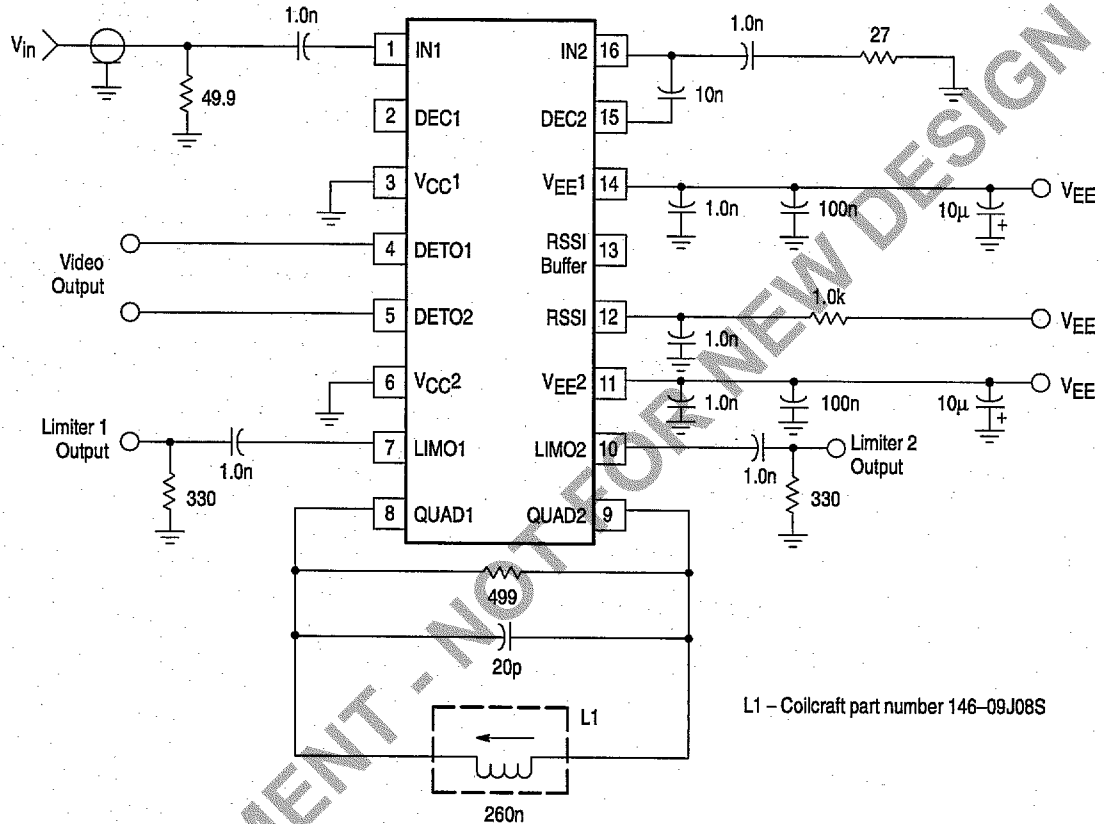 1.0n
Vin
49.9
1
IN1
2
DEC1
3
VCC1
4
DETO1
Video
Output
5
DETO2
6
VCC2
Limiter 1
Output
1.0n
330
7
LIMO1
8
QUAD1
IN2
16
DEC2
15
VEE1
14
RSSI
Buffer
13
RSSI
12
VEE2
11
LIMO2
10
QUAD2
9
1.0n
27
10n
1.0n
100n
10µ
+
VEE
1.0n
1.0k
VEE
1.0n
100n
10µ
+
VEE
1.0n
Limiter 2
Output
330
499
20p
L1
260n
L1 – Coilcraft part number 146–09J08S
MENT - NOT FOR NEW DESIGN